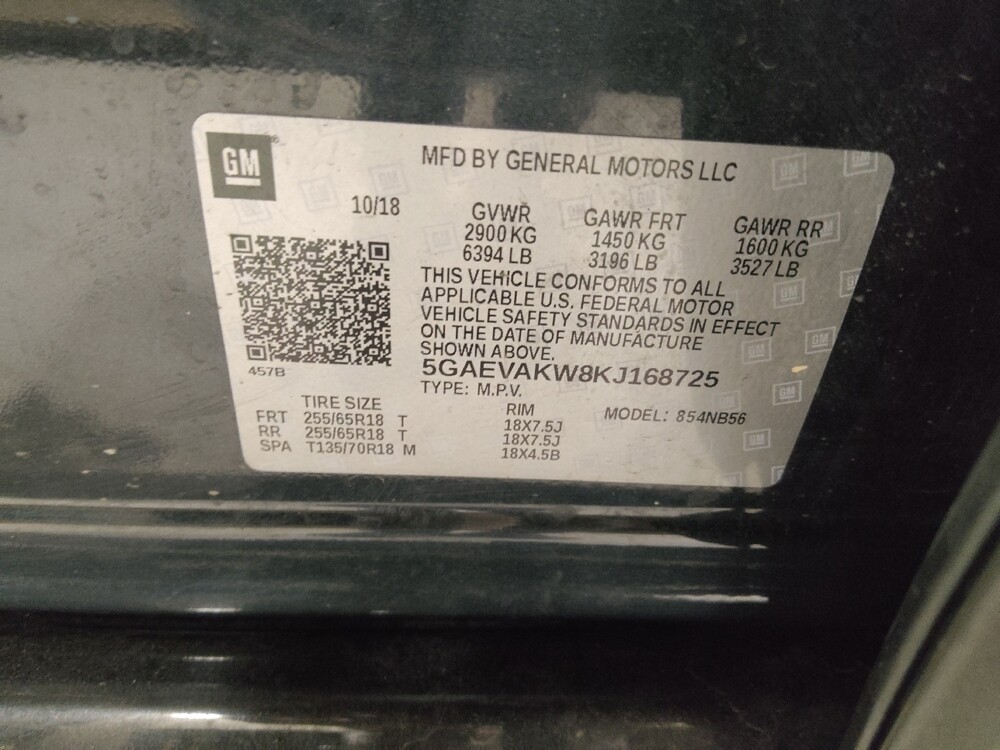 GM
MFD BY GENERAL MOTORS LLC
10/18
GVWR GAWR FRT GAWR RR
2900 KG 1450 KG 1600 KG
6394 LB 3196 LB 3527 LB
THIS VEHICLE CONFORMS TO ALL
APPLICABLE U.S. FEDERAL MOTOR
VEHICLE SAFETY STANDARDS IN EFFECT
ON THE DATE OF MANUFACTURE
SHOWN ABOVE.
457B
5GAEVAKW8KJ168725
TYPE: M.P.V. MODEL: 854NB56
TIRE SIZE RIM
FRT 255/65R18 T 18X7.5J
RR 255/65R18 T 18X7.5J
SPA T135/70R18 M 18X4.5B